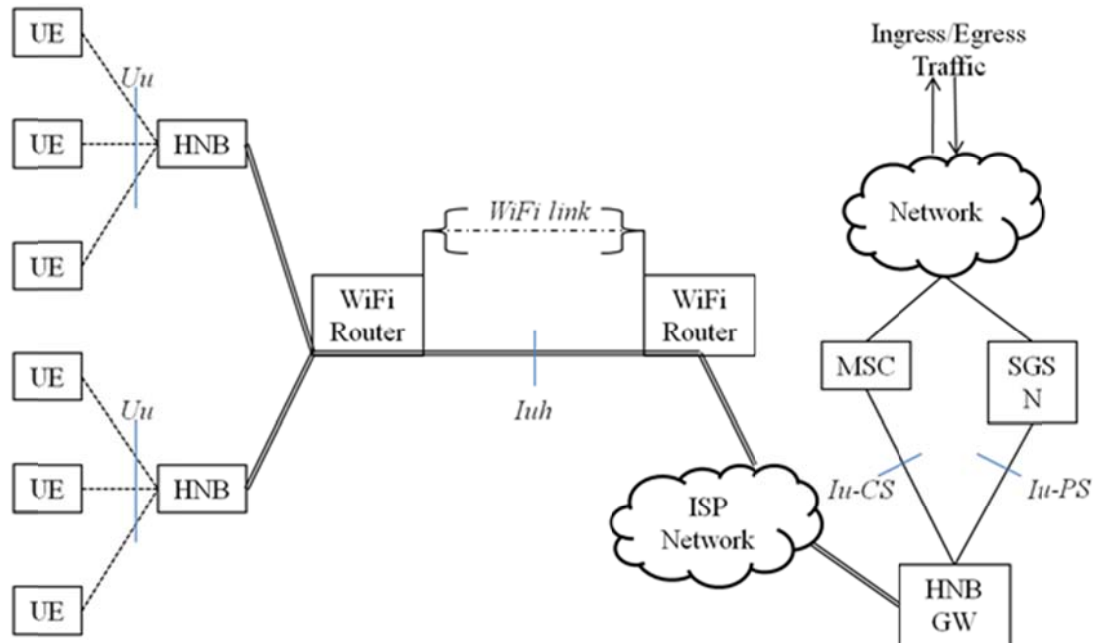 UE
Uu
UE
HNB
UE
UE
Uu
UE
HNB
UE
WiFi link
WiFi
Router
WiFi
Router
Iuh
ISP
Network
Ingress/Egress
Traffic
Network
MSC
SGS
N
Iu-CS
Iu-PS
HNB
GW